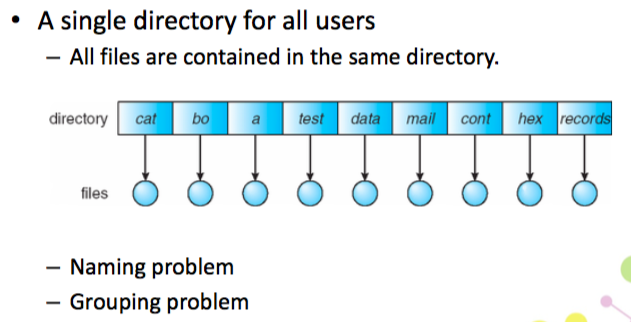 • A single directory for all users
– All files are contained in the same directory.
directory cat bo a test data mail cont hex records
files
– Naming problem
– Grouping problem